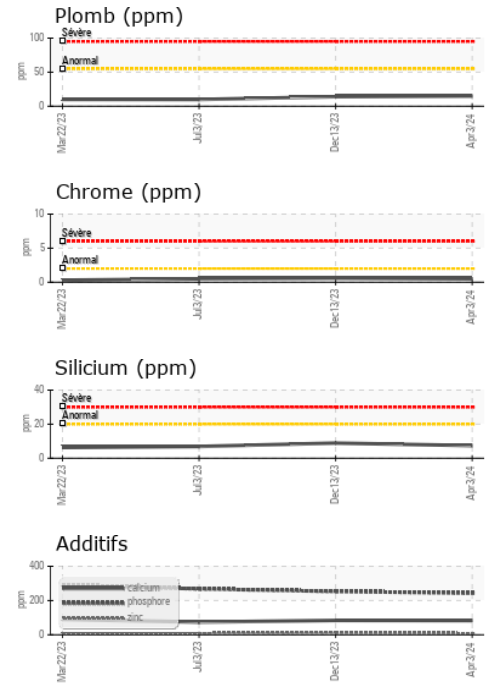 Plomb (ppm)
100
Sévère
Anormal
50
ppm
0
Mar22/23
Jul3/23
Dec13/23
Apr3/24
Chrome (ppm)
10
Sévère
5
ppm
Anormal
0
Mar22/23
Jul3/23
Dec13/23
Apr3/24
Silicium (ppm)
40
Sévère
Anormal
20
ppm
0
Mar22/23
Jul3/23
Dec13/23
Apr3/24
Additifs
400
calcium
phosphore
zinc
200
ppm
0
Mar22/23
Jul3/23
Dec13/23
Apr3/24